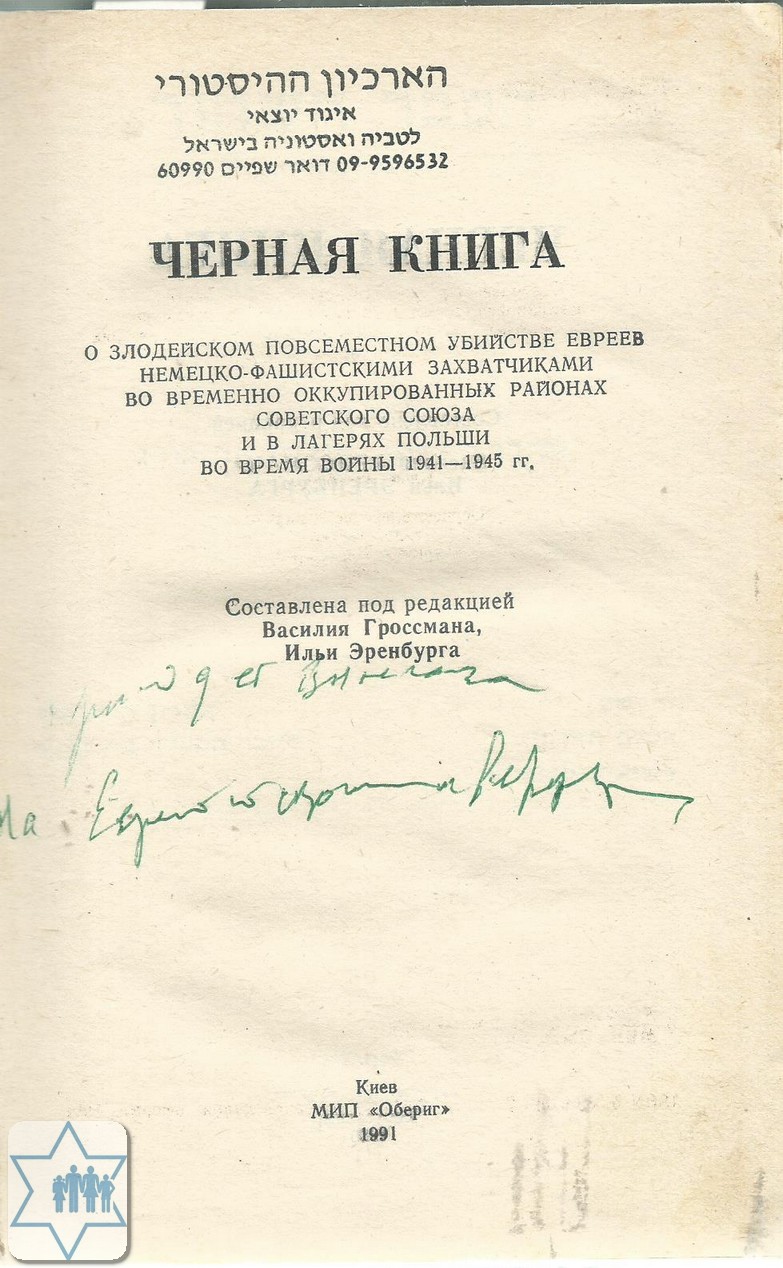 הארכיון ההיסטורי
איגוד יוצאי
לטביה ואסטוניה בישראל
09-9596532 דואר שפיים 60990
ЧЕРНАЯ КНИГА
О ЗЛОДЕЙСКОМ ПОВСЕМЕСТНОМ УБИЙСТВЕ ЕВРЕЕВ
НЕМЕЦКО-ФАШИСТСКИМИ ЗАХВАТЧИКАМИ
ВО ВРЕМЕННО ОККУПИРОВАННЫХ РАЙОНАХ
СОВЕТСКОГО СОЮЗА
И В ЛАГЕРЯХ ПОЛЬШИ
ВО ВРЕМЯ ВОЙНЫ 1941—1945 гг.
Составлена под редакцией
Василия Гроссмана,
Ильи Эренбурга
Киев
МИП «Обериг»
1991